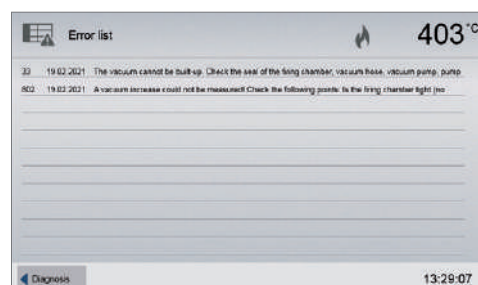 Error list
403 °C
33 19.02.2021 The vacuum cannot be built-up. Check the seal of the firing chamber, vacuum hose, vacuum pump, pump
802 19.02.2021 A vacuum increase could not be measured! Check the following points: Is the firing chamber tight (no
Diagnosis
13:29:07